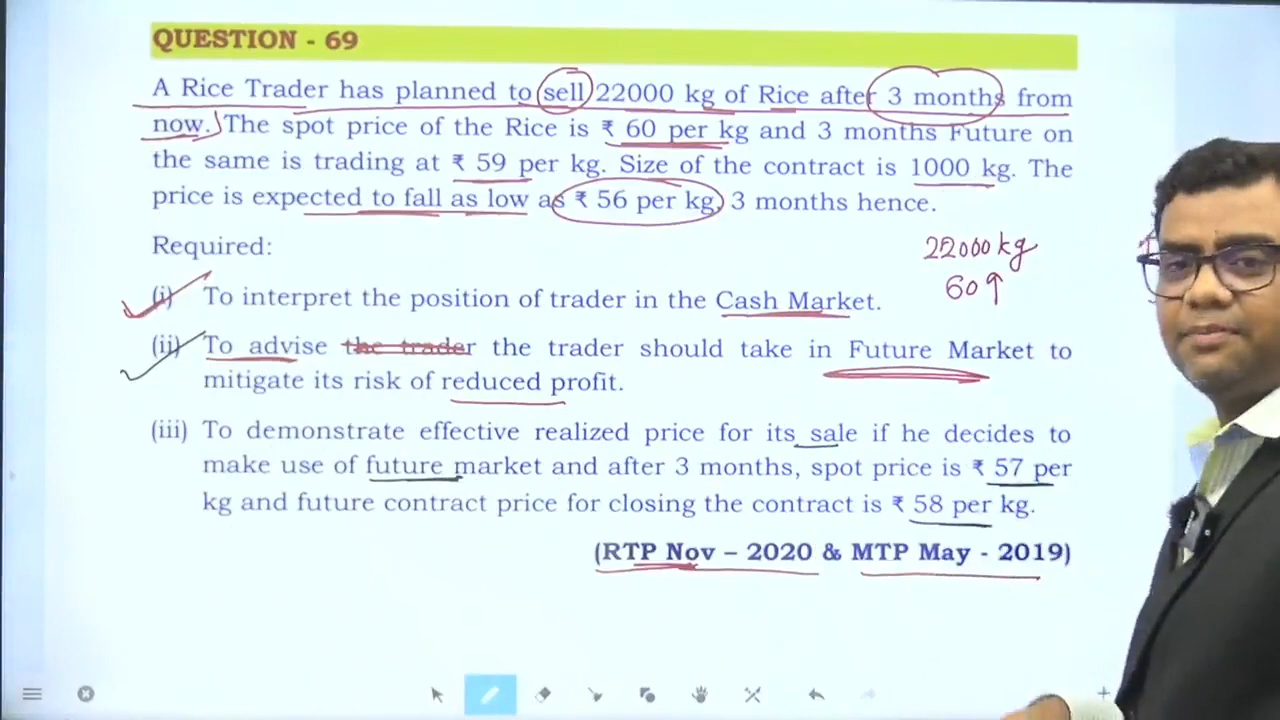 QUESTION - 69
A Rice Trader has planned to sell 22000 kg of Rice after 3 months from
now. The spot price of the Rice is ₹ 60 per kg and 3 months Future on
the same is trading at ₹ 59 per kg. Size of the contract is 1000 kg. The
price is expected to fall as low as ₹ 56 per kg, 3 months hence.
Required:
22000 kg
60↑
(i) To interpret the position of trader in the Cash Market.
(ii) To advise the trader the trader should take in Future Market to
mitigate its risk of reduced profit.
(iii) To demonstrate effective realized price for its sale if he decides to
make use of future market and after 3 months, spot price is ₹ 57 per
kg and future contract price for closing the contract is ₹ 58 per kg.
(RTP Nov – 2020 & MTP May - 2019)